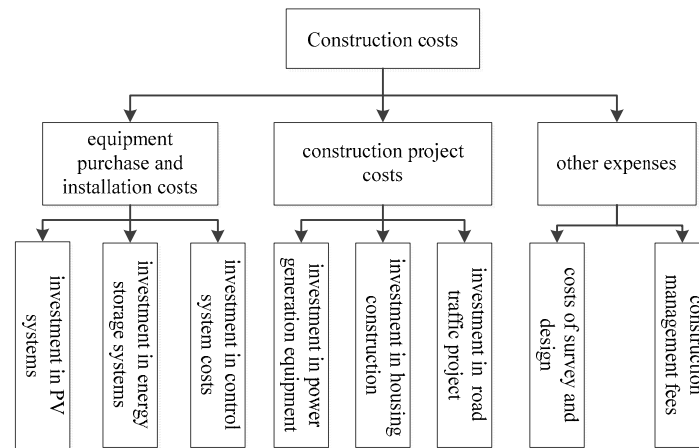 Construction costs
equipment
purchase and
installation costs
construction project
costs
other expenses
investment in PV
systems
investment in energy
storage systems
investment in control
system costs
investment in power
generation equipment
investment in housing
construction
investment in road
traffic project
costs of survey and
design
construction
management fees